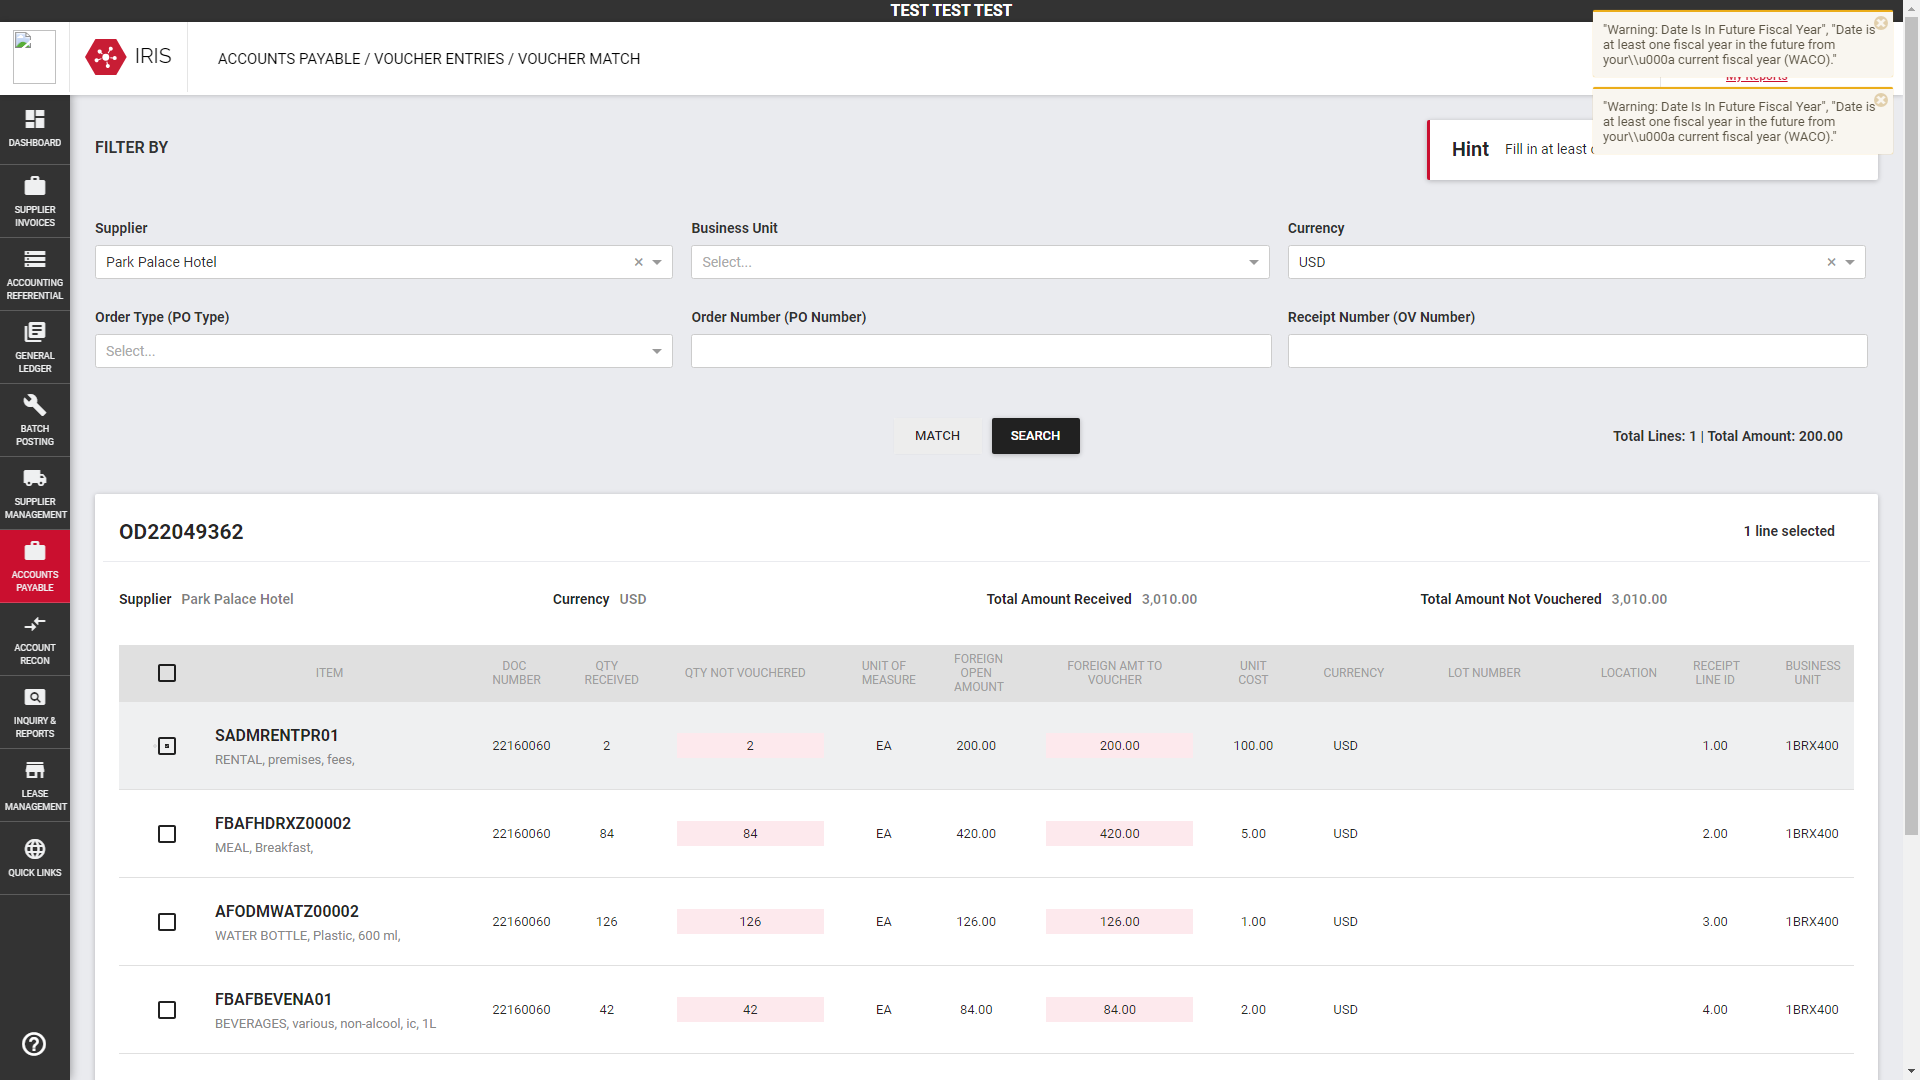 TEST TEST TEST
IRIS
ACCOUNTS PAYABLE / VOUCHER ENTRIES / VOUCHER MATCH
"Warning: Date Is In Future Fiscal Year", "Date is
at least one fiscal year in the future from
your\\u000a current fiscal year (WACO)."
My Reports
"Warning: Date Is In Future Fiscal Year", "Date is
at least one fiscal year in the future from
your\\u000a current fiscal year (WACO)."
DASHBOARD
SUPPLIER
INVOICES
ACCOUNTING
REFERENTIAL
GENERAL
LEDGER
BATCH
POSTING
SUPPLIER
MANAGEMENT
ACCOUNTS
PAYABLE
ACCOUNT
RECON
INQUIRY &
REPORTS
LEASE
MANAGEMENT
QUICK LINKS
FILTER BY
Hint Fill in at least
Supplier Business Unit Currency
Park Palace Hotel Select... USD
Order Type (PO Type) Order Number (PO Number) Receipt Number (OV Number)
Select...
MATCH SEARCH Total Lines: 1 | Total Amount: 200.00
OD22049362 1 line selected
Supplier Park Palace Hotel Currency USD Total Amount Received 3,010.00 Total Amount Not Vouchered 3,010.00
ITEM DOC NUMBER QTY RECEIVED QTY NOT VOUCHERED UNIT OF MEASURE FOREIGN OPEN AMOUNT FOREIGN AMT TO VOUCHER UNIT COST CURRENCY LOT NUMBER LOCATION RECEIPT LINE ID BUSINESS UNIT
SADMRENTPR01 22160060 2 2 EA 200.00 200.00 100.00 USD 1.00 1BRX400
RENTAL, premises, fees,
FBAFHDRXZ00002 22160060 84 84 EA 420.00 420.00 5.00 USD 2.00 1BRX400
MEAL, Breakfast,
AFODMWATZ00002 22160060 126 126 EA 126.00 126.00 1.00 USD 3.00 1BRX400
WATER BOTTLE, Plastic, 600 ml,
FBAFBEVENA01 22160060 42 42 EA 84.00 84.00 2.00 USD 4.00 1BRX400
BEVERAGES, various, non-alcool, ic, 1L